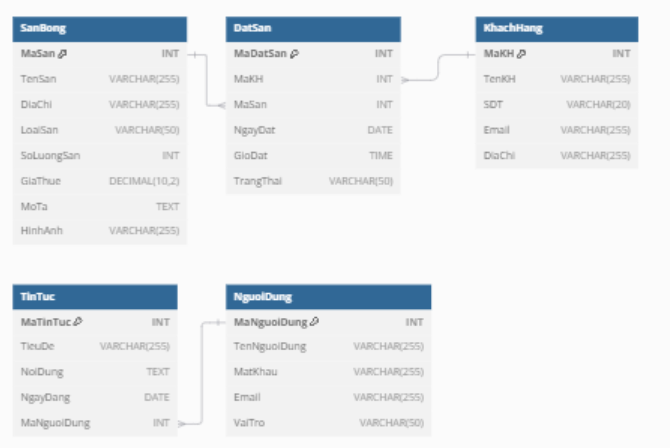 SanBong
MaSan INT
TenSan VARCHAR(255)
DiaChi VARCHAR(255)
LoaiSan VARCHAR(50)
SoLuongSan INT
GiaThue DECIMAL(10,2)
MoTa TEXT
HinhAnh VARCHAR(255)
DatSan
MaDatSan INT
MaKH INT
MaSan INT
NgayDat DATE
GioDat TIME
TrangThai VARCHAR(50)
KhachHang
MaKH INT
TenKH VARCHAR(255)
SDT VARCHAR(20)
Email VARCHAR(255)
DiaChi VARCHAR(255)
TinTuc
MaTinTuc INT
TieuDe VARCHAR(255)
NoiDung TEXT
NgayDang DATE
MaNguoiDung INT
NguoiDung
MaNguoiDung INT
TenNguoiDung VARCHAR(255)
MatKhau VARCHAR(255)
Email VARCHAR(255)
VaiTro VARCHAR(50)